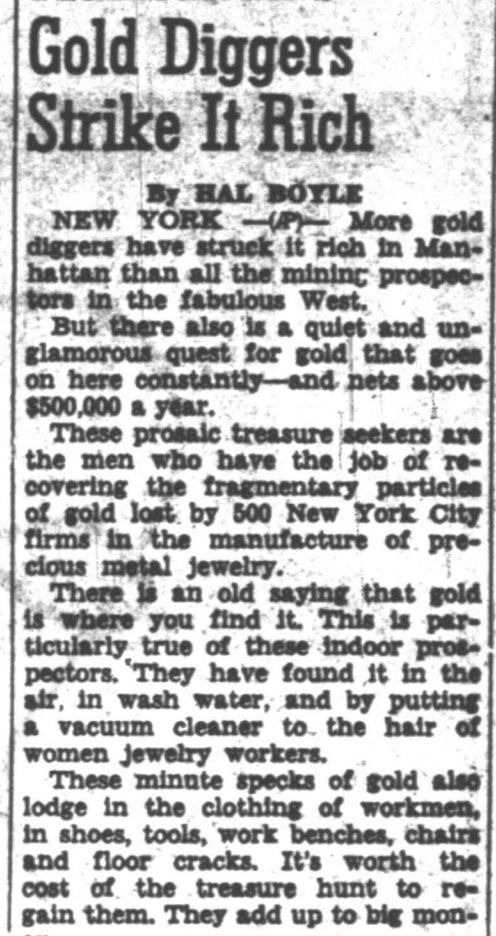 Gold Diggers
Strike It Rich
By HAL BOYLE
NEW YORK —(AP)— More gold
diggers have struck it rich in Man-
hattan than all the mining prospec-
tors in the fabulous West.
But there also is a quiet and un-
glamorous quest for gold that goes
on here constantly—and nets above
$500,000 a year.
These prosaic treasure seekers are
the men who have the job of re-
covering the fragmentary particles
of gold lost by 500 New York City
firms in the manufacture of pre-
cious metal jewelry.
There is an old saying that gold
is where you find it. This is par-
ticularly true of these indoor pros-
pectors. They have found it in the
air, in wash water, and by putting
a vacuum cleaner to the hair of
women jewelry workers.
These minute specks of gold also
lodge in the clothing of workmen,
in shoes, tools, work benches, chairs
and floor cracks. It's worth the
cost of the treasure hunt to re-
gain them. They add up to big mon-